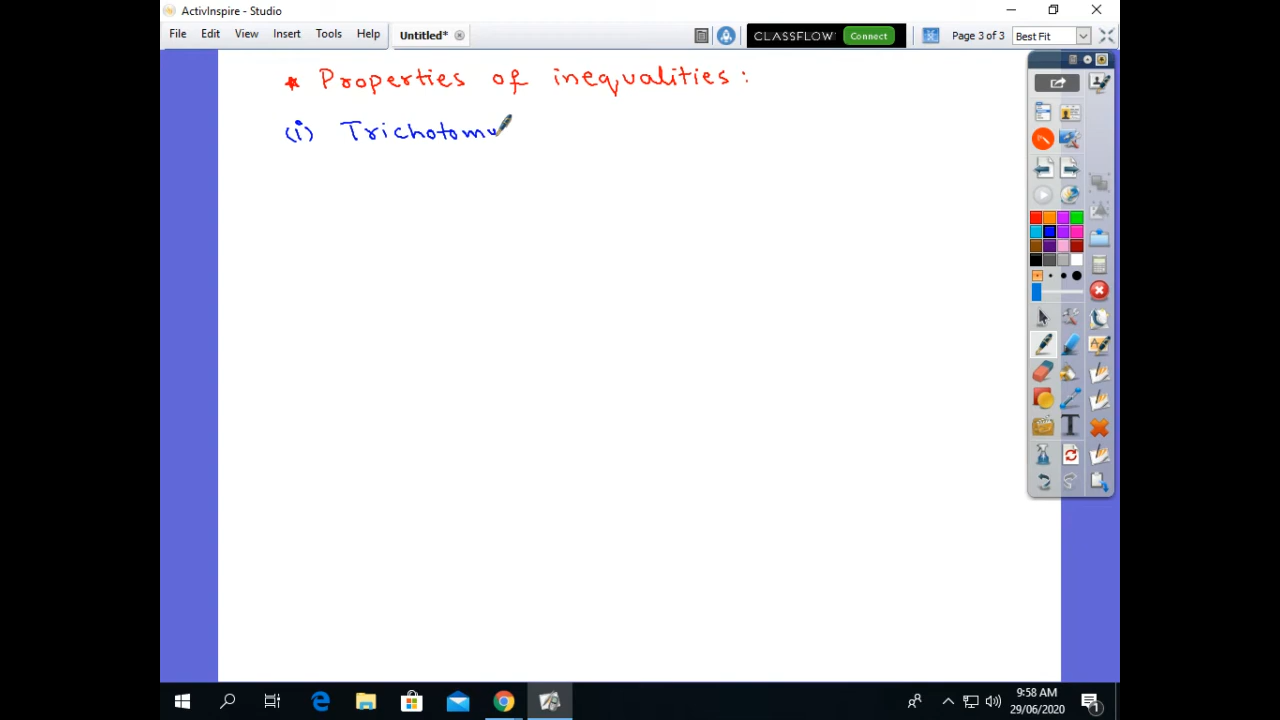 ActivInspire - Studio
File Edit View Insert Tools Help Untitled* CLASSFLOW Connect Page 3 of 3 Best Fit
* Properties of inequalities :
(i) Trichotomy
9:58 AM
29/06/2020
1